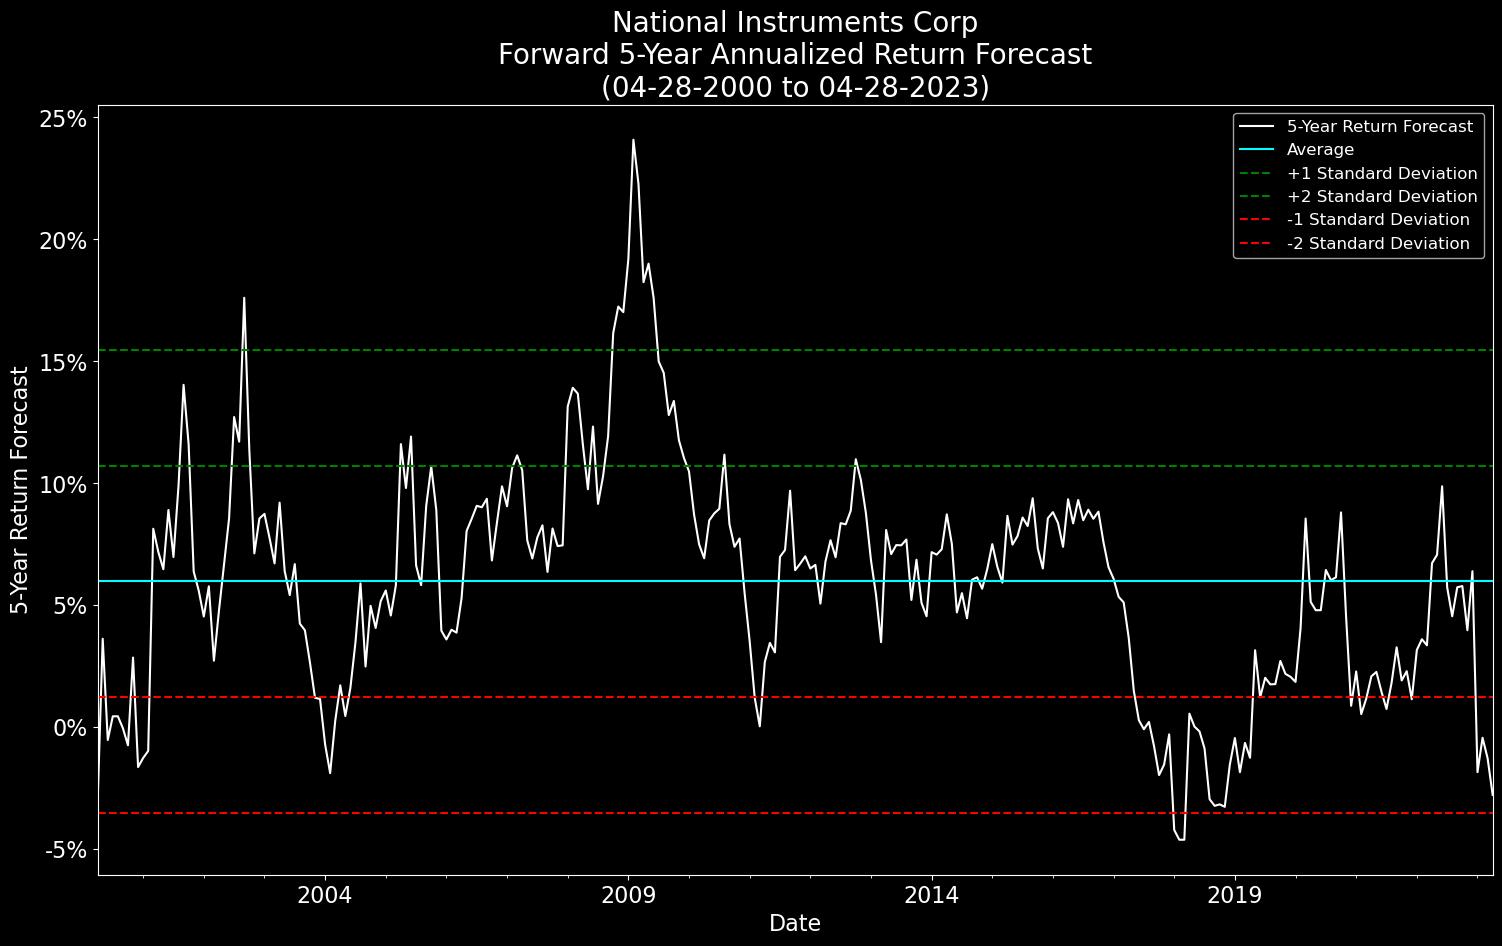 National Instruments Corp
Forward 5-Year Annualized Return Forecast
(04-28-2000 to 04-28-2023)
5-Year Return Forecast
Average
+1 Standard Deviation
+2 Standard Deviation
-1 Standard Deviation
-2 Standard Deviation
25%
20%
15%
10%
5%
0%
-5%
5-Year Return Forecast
2004 2009 2014 2019
Date